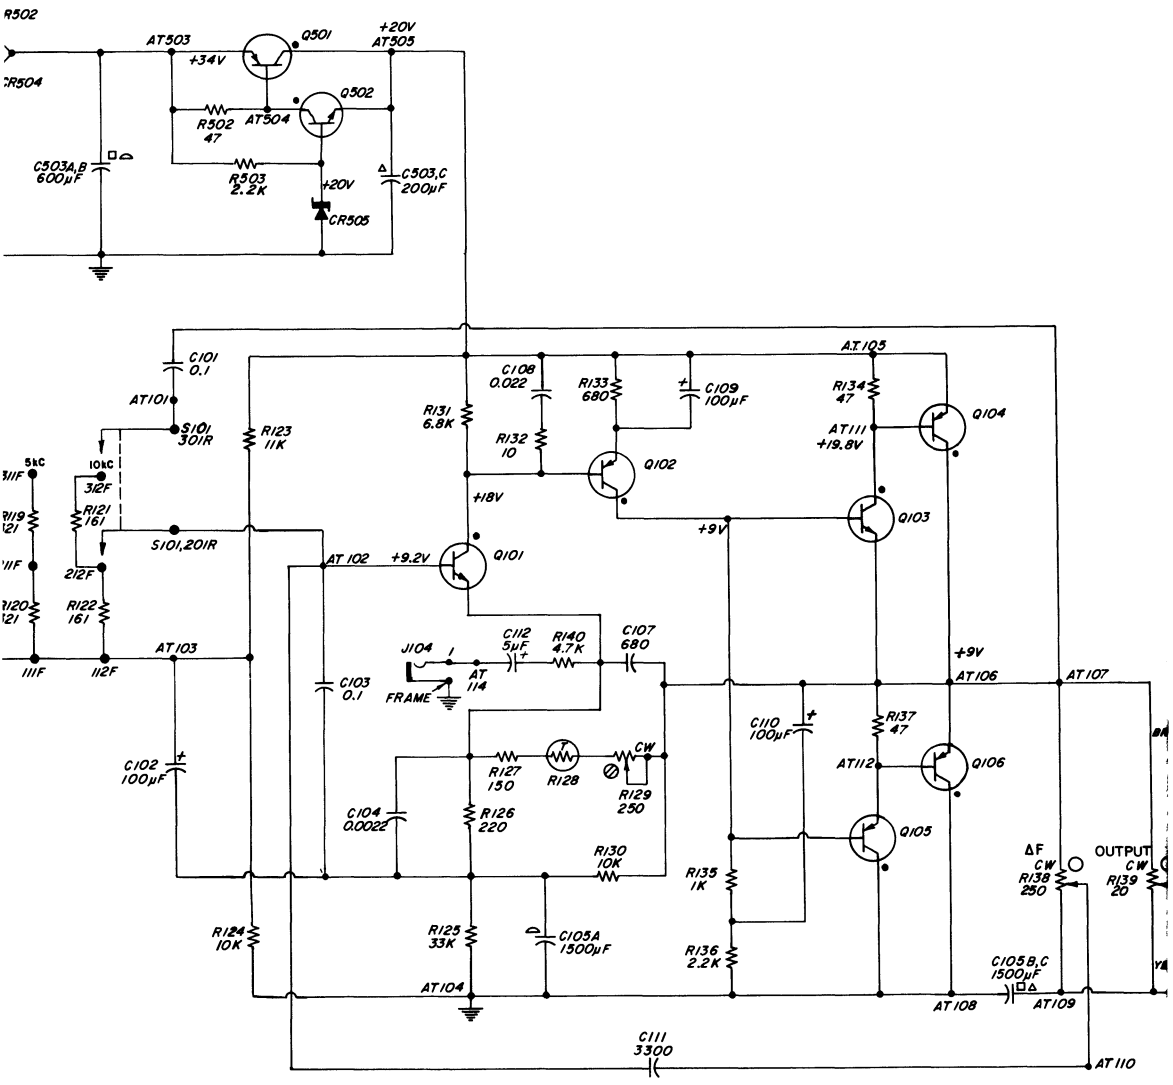 R502
CR504
AT503
+34V
Q501
+20V
AT505
Q502
R502
47
AT504
R503
2.2K
+20V
CR505
C503A,B
600µF
C503,C
200µF
C101
0.1
AT101
S101
301R
R123
11K
5kC
311F
10kC
312F
R121
161
S101,201R
212F
R122
161
111F
112F
AT103
C102
100µF
+
R124
10K
AT102
+9.2V
C103
0.1
R131
6.8K
+18V
Q101
C108
0.022
R132
10
R133
680
+
C109
100µF
Q102
AT105
R134
47
AT111
+19.8V
Q104
Q103
+9V
J104
1
AT
114
FRAME
C112
5µF
+
R140
4.7K
C107
680
+9V
AT106
AT107
C110
100µF
+
R137
47
AT112
Q106
Q105
R127
150
T
R128
CW
R129
250
C104
0.0022
R126
220
R130
10K
R125
33K
C105A
1500µF
AT104
R135
1K
R136
2.2K
ΔF
CW
R138
250
OUTPUT
CW
R139
20
C105B,C
1500µF
AT108
AT109
C111
3300
AT110